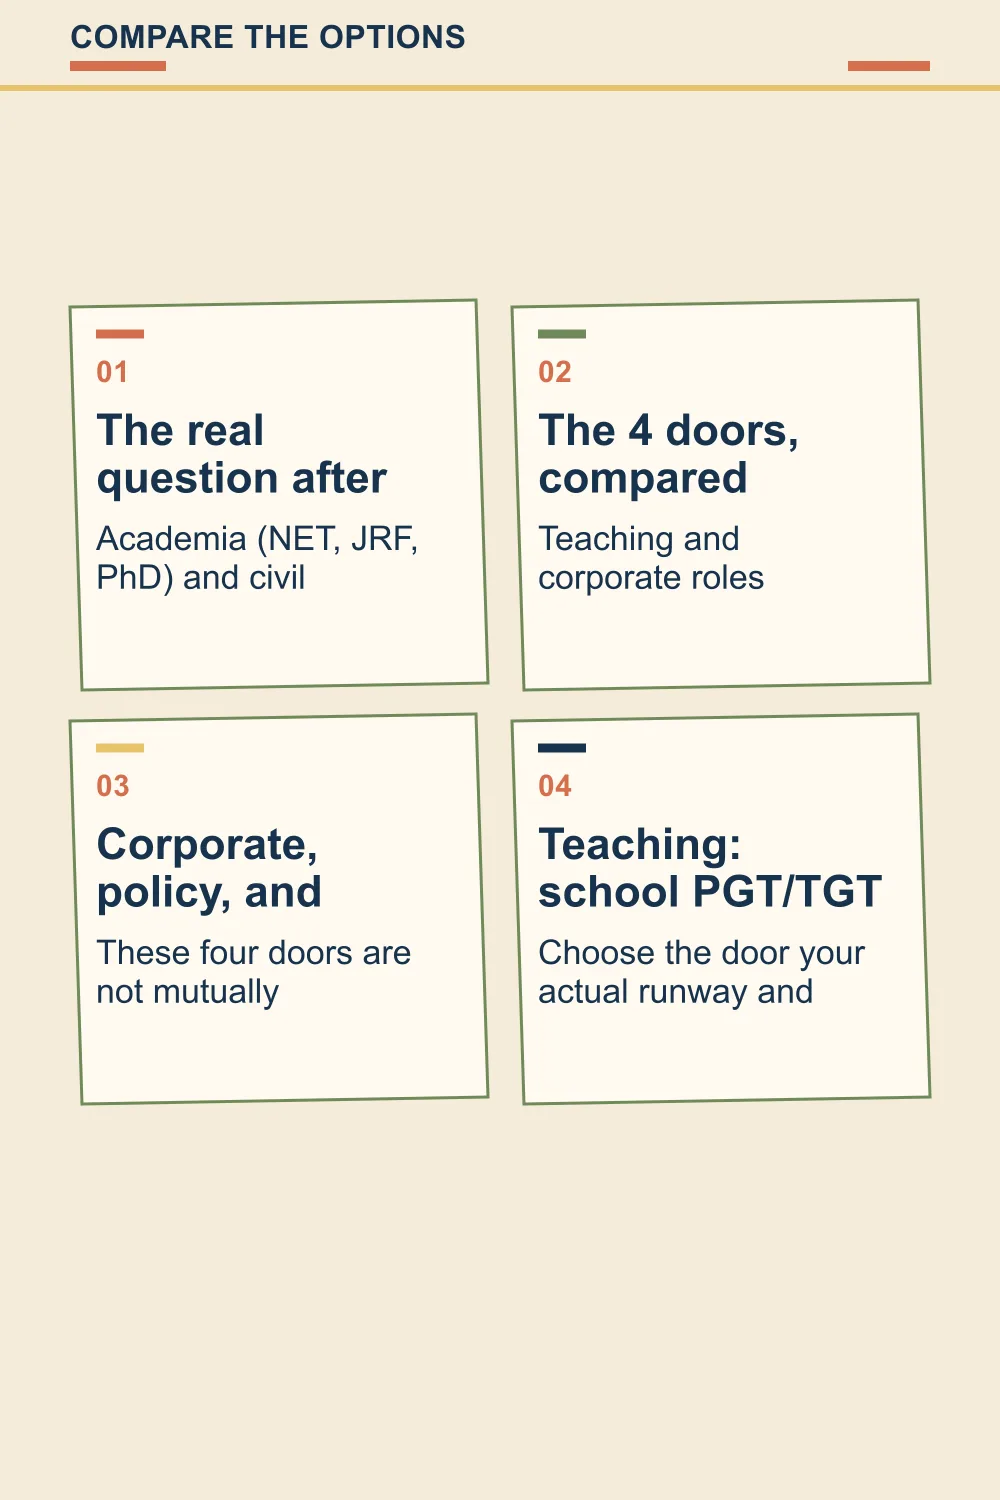 COMPARE THE OPTIONS
01
The real
question after
Academia (NET, JRF,
PhD) and civil
02
The 4 doors,
compared
Teaching and
corporate roles
03
Corporate,
policy, and
These four doors are
not mutually
04
Teaching:
school PGT/TGT
Choose the door your
actual runway and